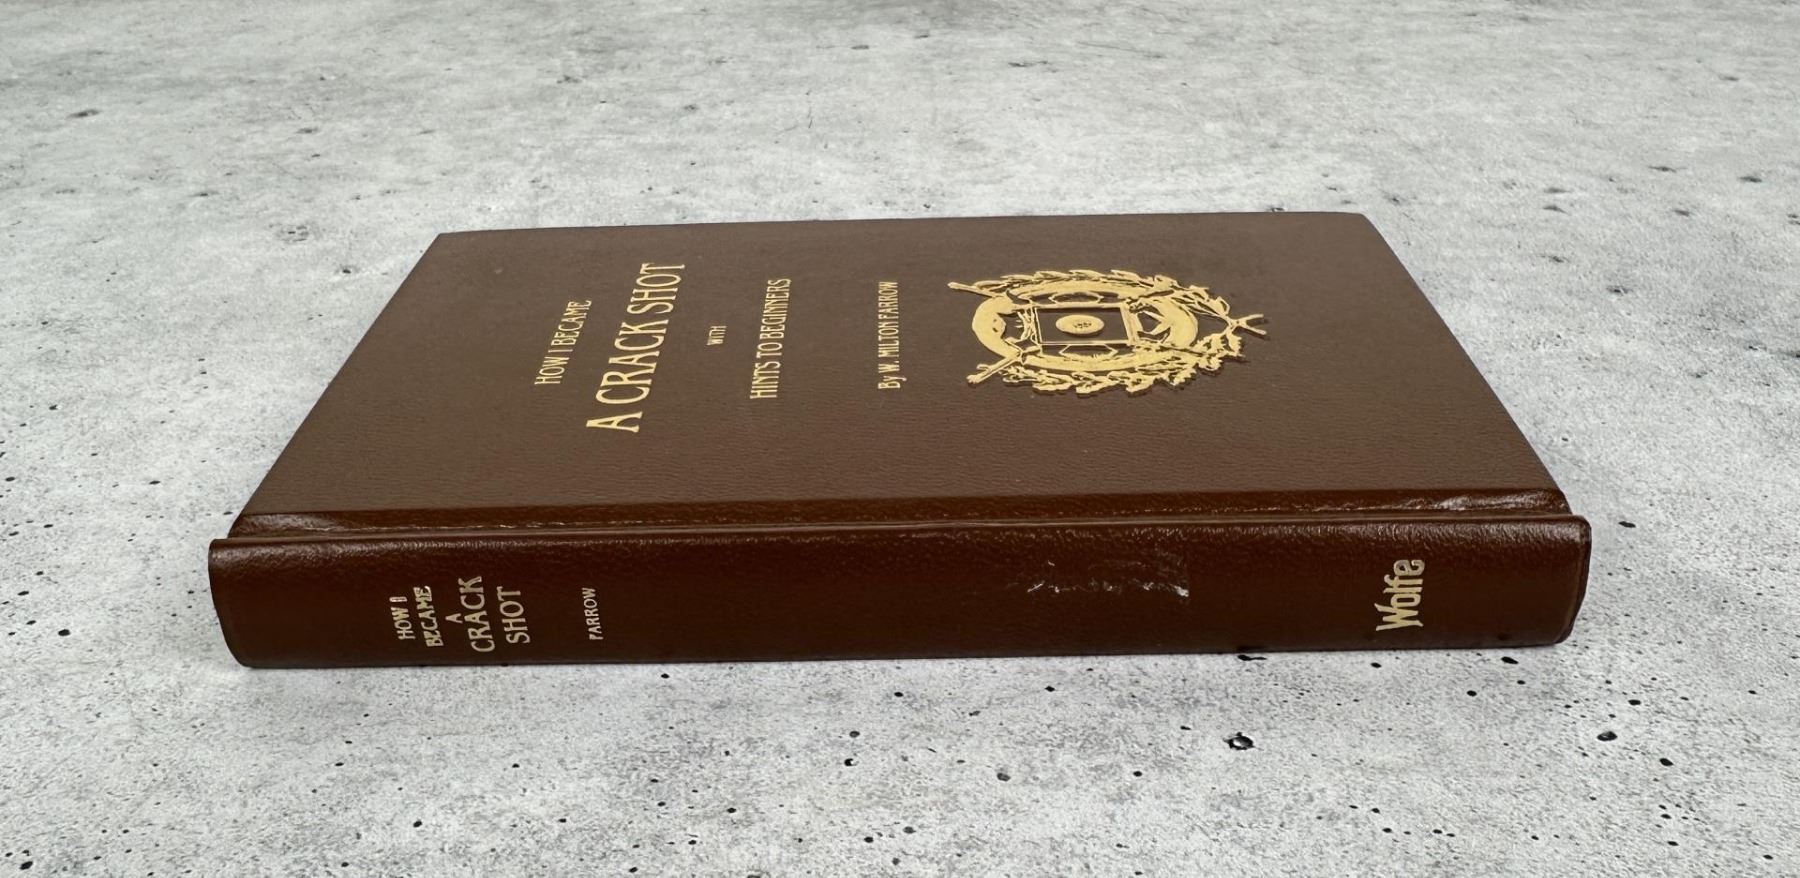 HOW I BECAME
A CRACK SHOT
WITH
HINTS TO BEGINNERS
By W. MILTON FARROW
HOW I
BECAME
A
CRACK
SHOT
FARROW
Wolfe